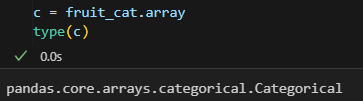 c = fruit_cat.array
type(c)
✓ 0.0s
pandas.core.arrays.categorical.Categorical